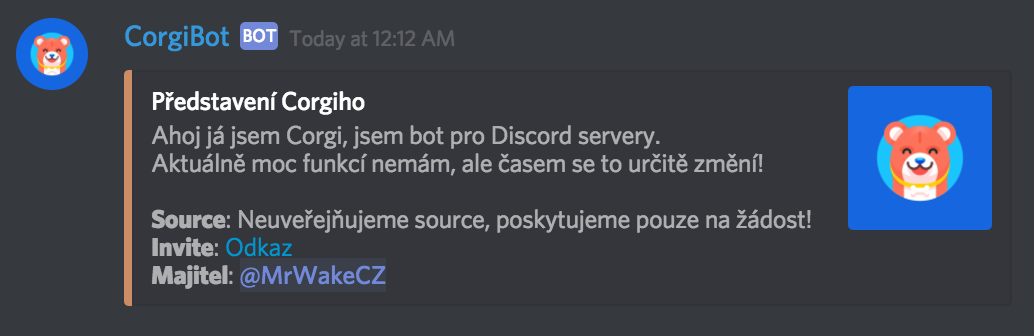 CorgiBot BOT Today at 12:12 AM
Představení Corgiho
Ahoj já jsem Corgi, jsem bot pro Discord servery.
Aktuálně moc funkcí nemám, ale časem se to určitě změní!
Source: Neuveřejňujeme source, poskytujeme pouze na žádost!
Invite: Odkaz
Majitel: @MrWakeCZ